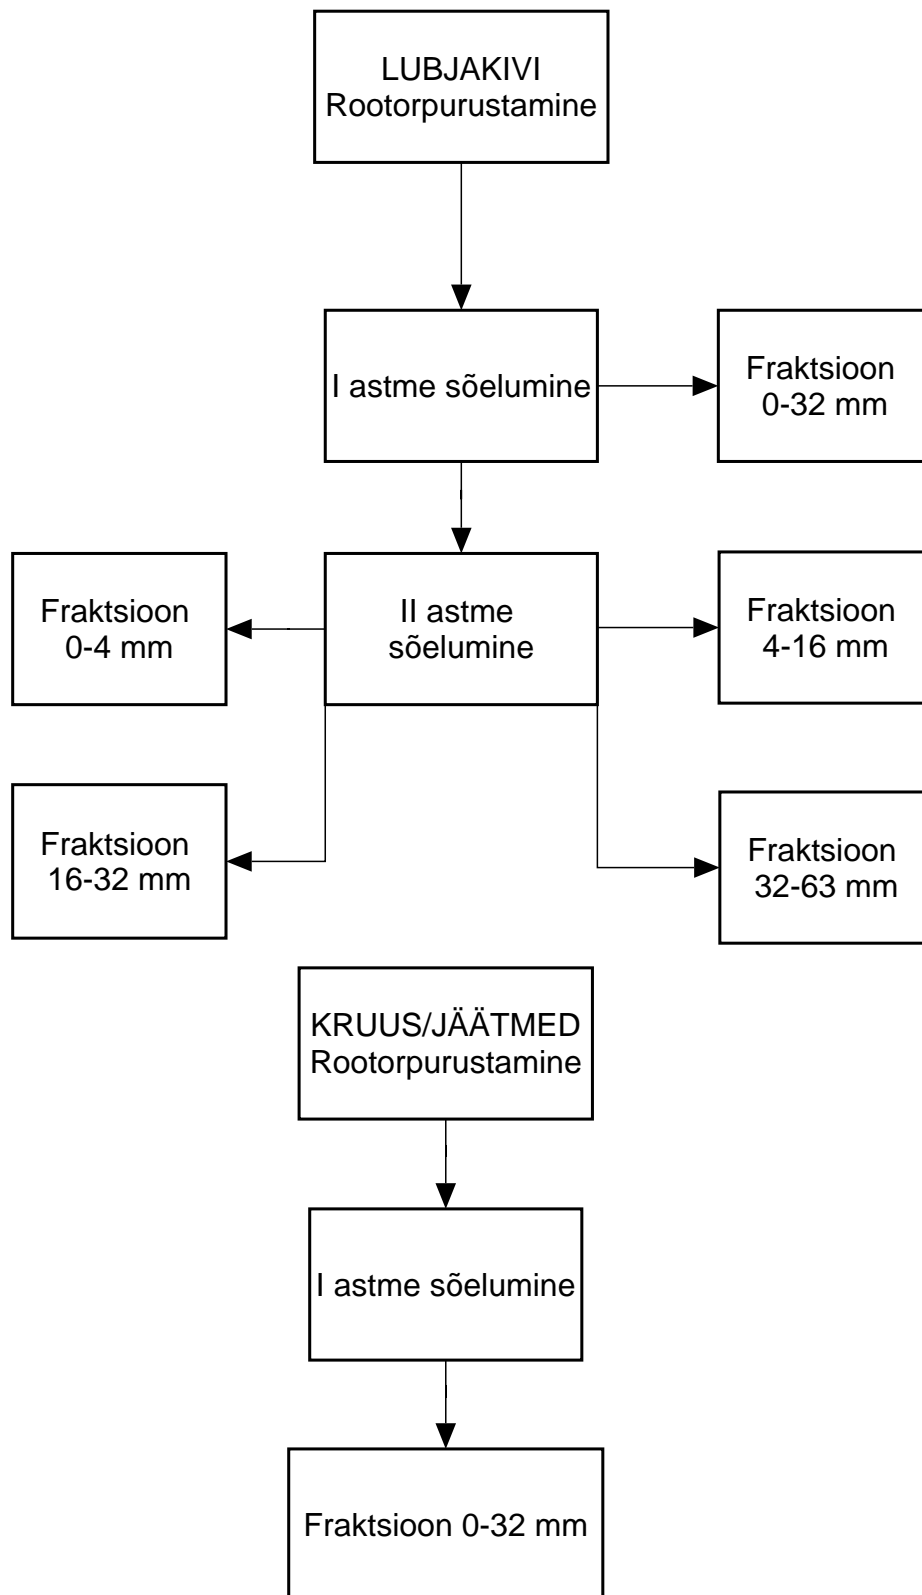 LUBJAKIVI
Rootorpurustamine
I astme sõelumine
Fraktsioon
0-32 mm
Fraktsioon
0-4 mm
II astme
sõelumine
Fraktsioon
4-16 mm
Fraktsioon
16-32 mm
Fraktsioon
32-63 mm
KRUUS/JÄÄTMED
Rootorpurustamine
I astme sõelumine
Fraktsioon 0-32 mm